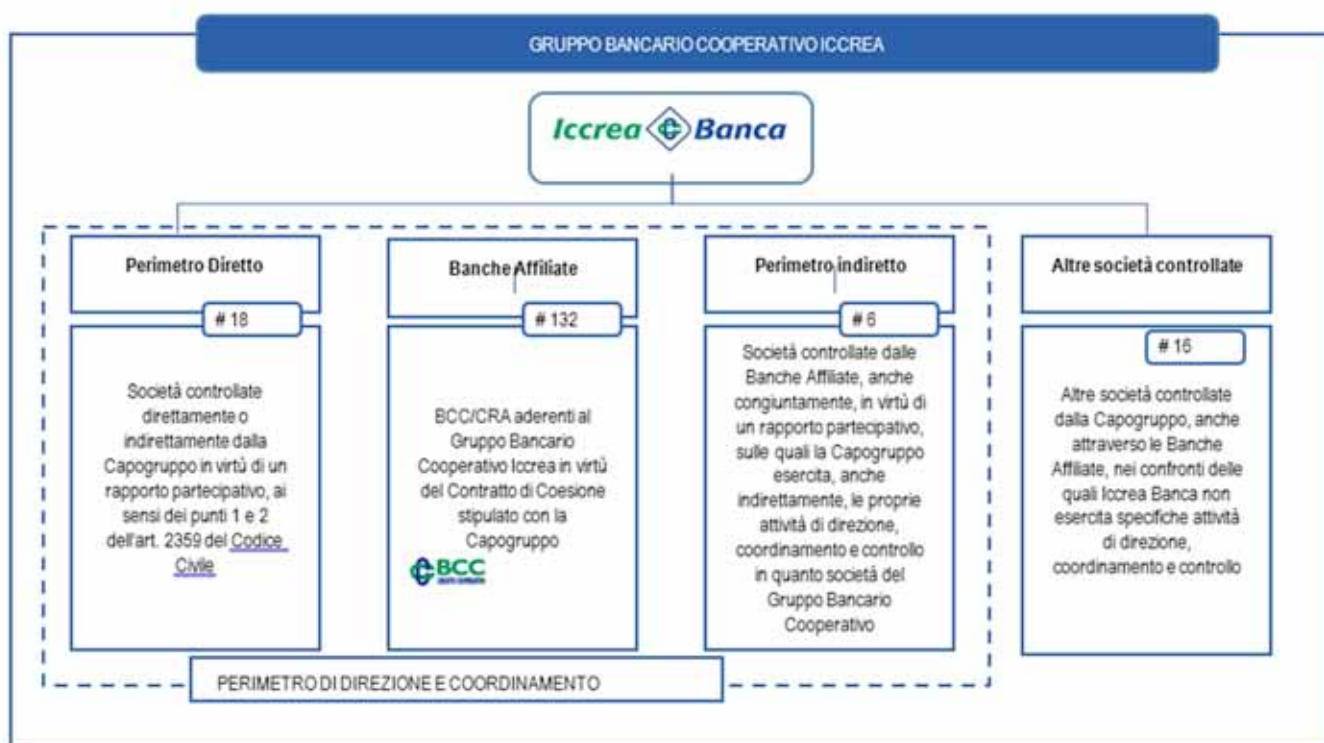 GRUPPO BANCARIO COOPERATIVO ICCREA
Iccrea Banca
Perimetro Diretto
# 18
Società controllate
direttamente o
indirettamente dalla
Capogruppo in virtù di un
rapporto partecipativo, ai
sensi dei punti 1 e 2
dell'art. 2359 del Codice
Civile
Banche Affiliate
# 132
BCC/CRA aderenti al
Gruppo Bancario
Cooperativo Iccrea in virtù
del Contratto di Coesione
stipulato con la
Capogruppo
BCC
Perimetro indiretto
# 6
Società controllate dalle
Banche Affiliate, anche
congiuntamente, in virtù di
un rapporto partecipativo,
sulle quali la Capogruppo
esercita, anche
indirettamente, le proprie
attività di direzione,
coordinamento e controllo
in quanto società del
Gruppo Bancario
Cooperativo
Altre società controllate
# 16
Altre società controllate
dalla Capogruppo, anche
attraverso le Banche
Affiliate, nei confronti delle
quali Iccrea Banca non
esercita specifiche attività
di direzione,
coordinamento e controllo
PERIMETRO DI DIREZIONE E COORDINAMENTO